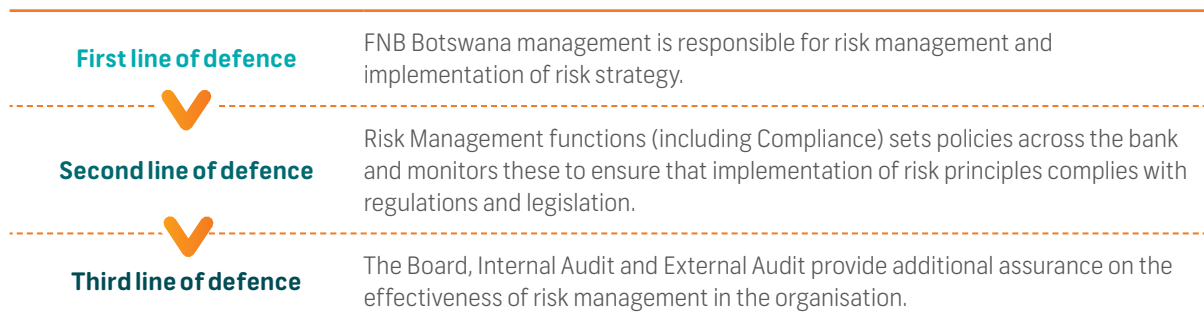 First line of defence
FNB Botswana management is responsible for risk management and
implementation of risk strategy.
Second line of defence
Risk Management functions (including Compliance) sets policies across the bank
and monitors these to ensure that implementation of risk principles complies with
regulations and legislation.
Third line of defence
The Board, Internal Audit and External Audit provide additional assurance on the
effectiveness of risk management in the organisation.